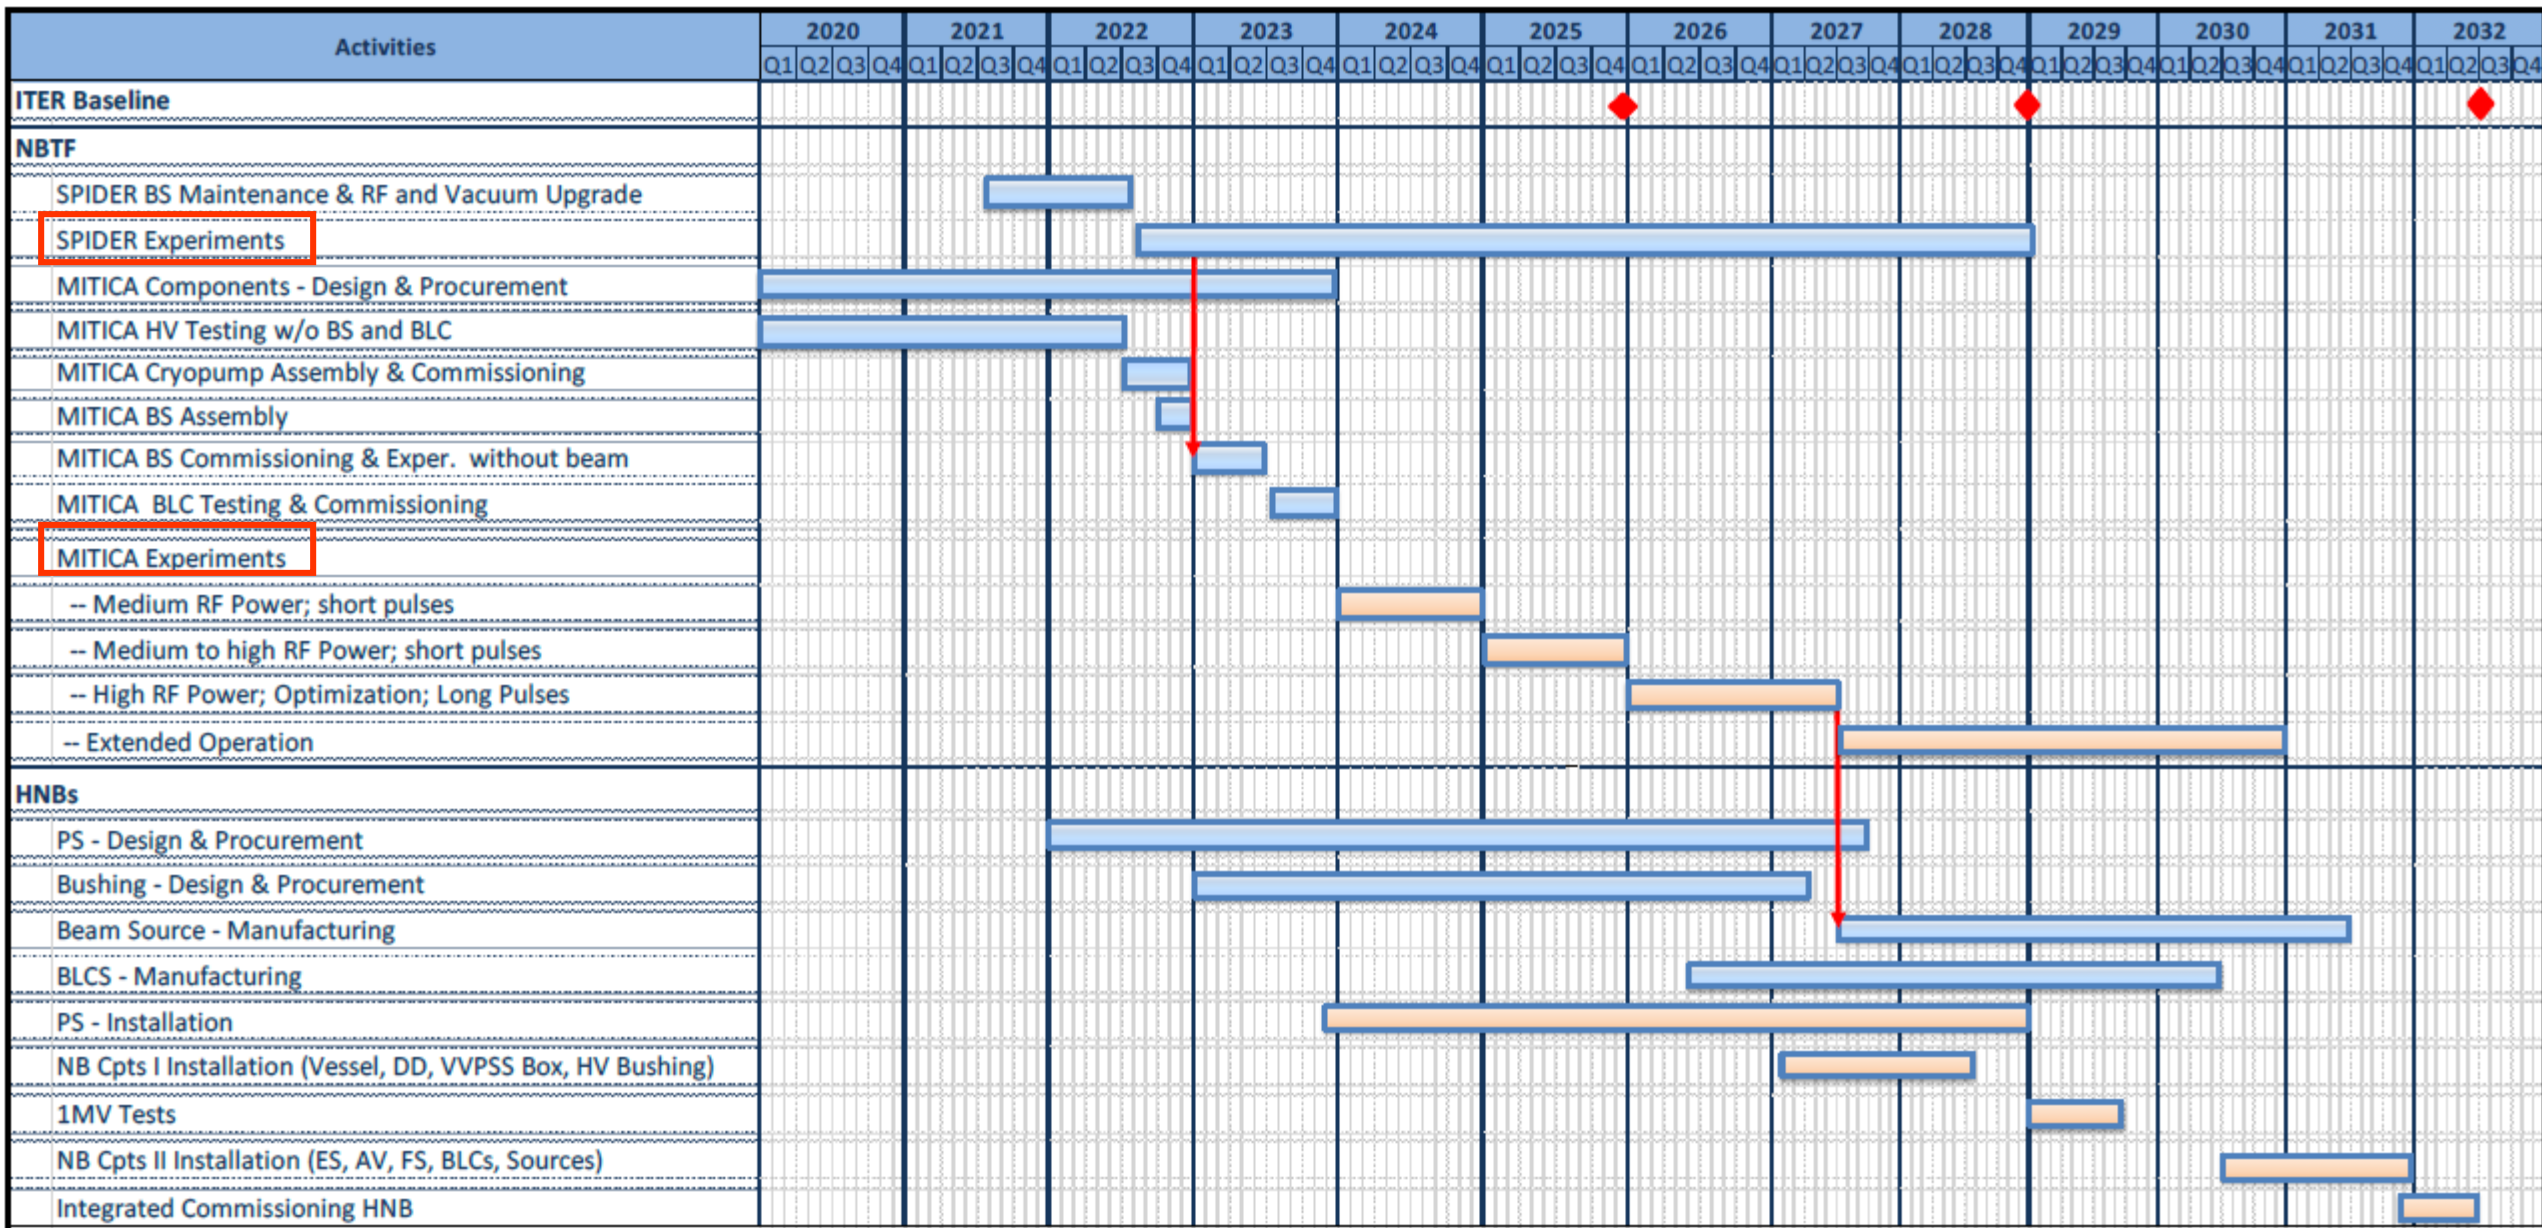 Activities
2020 2021 2022 2023 2024 2025 2026 2027 2028 2029 2030 2031 2032
Q1 Q2 Q3 Q4 Q1 Q2 Q3 Q4 Q1 Q2 Q3 Q4 Q1 Q2 Q3 Q4 Q1 Q2 Q3 Q4 Q1 Q2 Q3 Q4 Q1 Q2 Q3 Q4 Q1 Q2 Q3 Q4 Q1 Q2 Q3 Q4 Q1 Q2 Q3 Q4 Q1 Q2 Q3 Q4 Q1 Q2 Q3 Q4 Q1 Q2 Q3 Q4
ITER Baseline
NBTF
SPIDER BS Maintenance & RF and Vacuum Upgrade
SPIDER Experiments
MITICA Components - Design & Procurement
MITICA HV Testing w/o BS and BLC
MITICA Cryopump Assembly & Commissioning
MITICA BS Assembly
MITICA BS Commissioning & Exper. without beam
MITICA BLC Testing & Commissioning
MITICA Experiments
-- Medium RF Power; short pulses
-- Medium to high RF Power; short pulses
-- High RF Power; Optimization; Long Pulses
-- Extended Operation
HNBs
PS - Design & Procurement
Bushing - Design & Procurement
Beam Source - Manufacturing
BLCS - Manufacturing
PS - Installation
NB Cpts I Installation (Vessel, DD, VVPSS Box, HV Bushing)
1MV Tests
NB Cpts II Installation (ES, AV, FS, BLCs, Sources)
Integrated Commissioning HNB